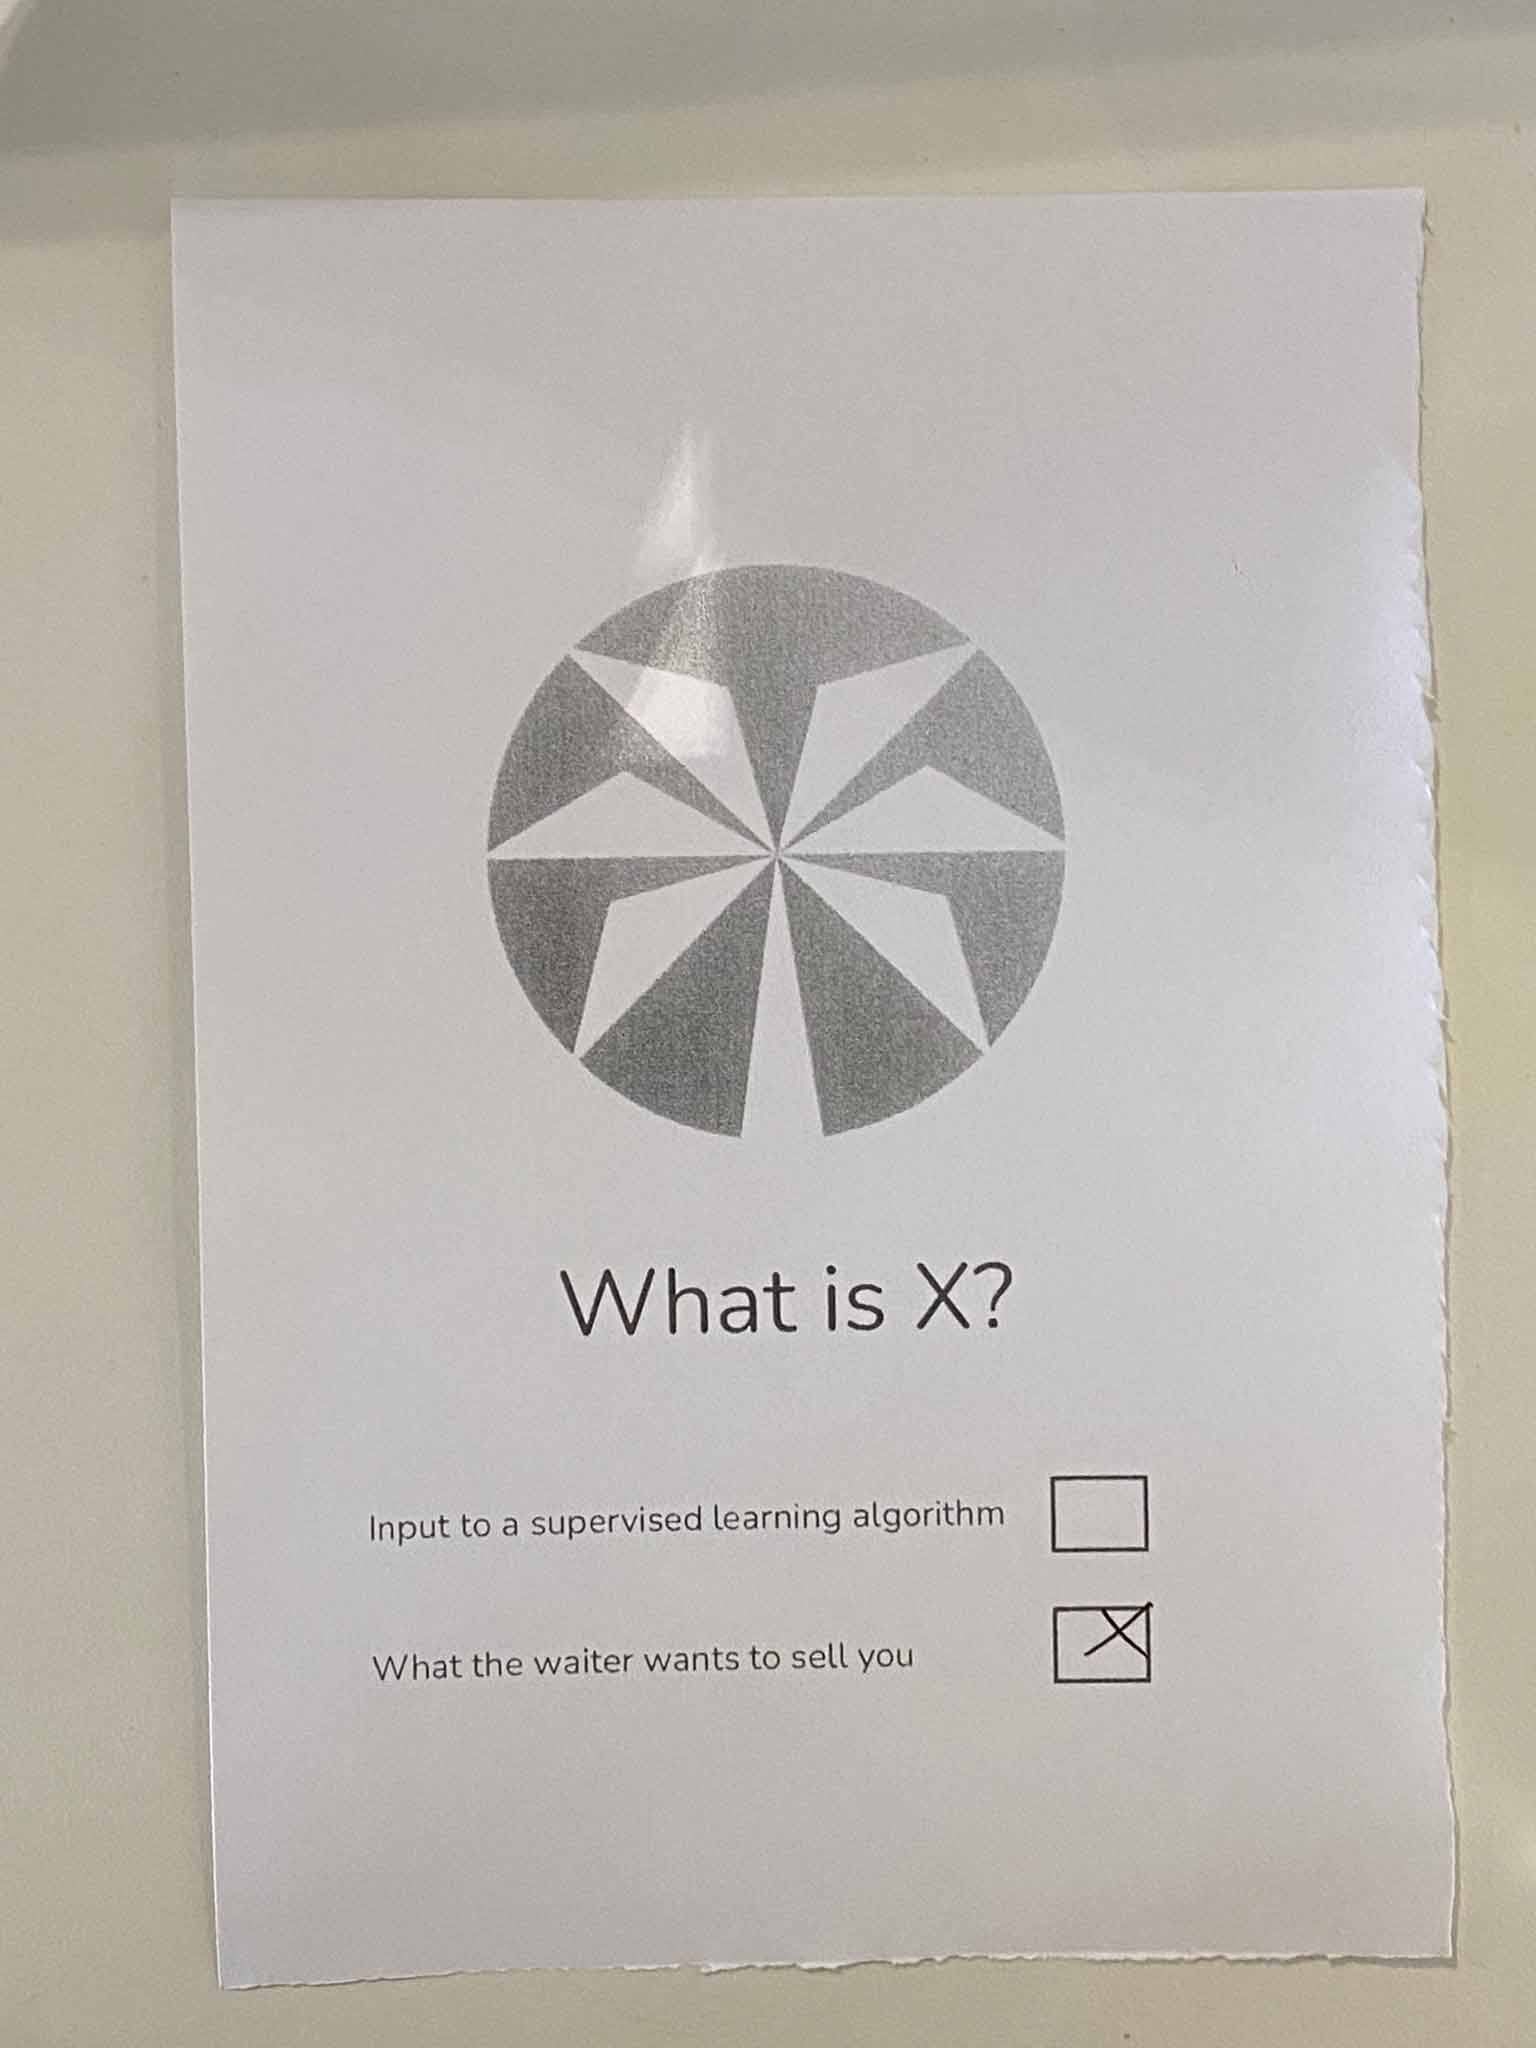 What is X?
Input to a supervised learning algorithm
What the waiter wants to sell you X